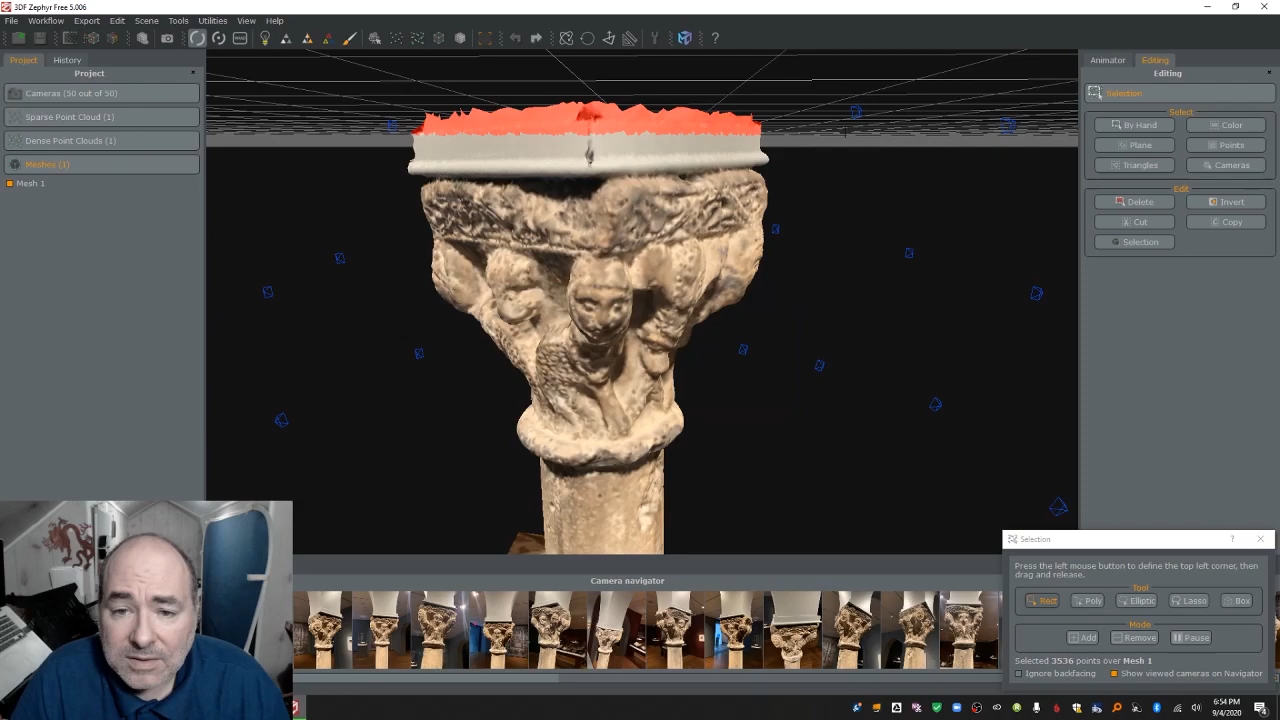 3DF Zephyr Free 5.006
File Workflow Export Edit Scene Tools Utilities View Help
Project History
Project
Cameras (50 out of 50)
Sparse Point Cloud (1)
Dense Point Clouds (1)
Meshes (1)
Mesh 1
Animator Editing
Editing
Selection
Select
By Hand Color
Plane Points
Triangles Cameras
Edit
Delete Invert
Cut Copy
Selection
Camera navigator
Selection
Press the left mouse button to define the top left corner, then
drag and release.
Tool
Rect Poly Elliptic Lasso Box
Mode
Add Remove Pause
Selected 3536 points over Mesh 1
Ignore backfacing Show viewed cameras on Navigator
6:54 PM
9/4/2020